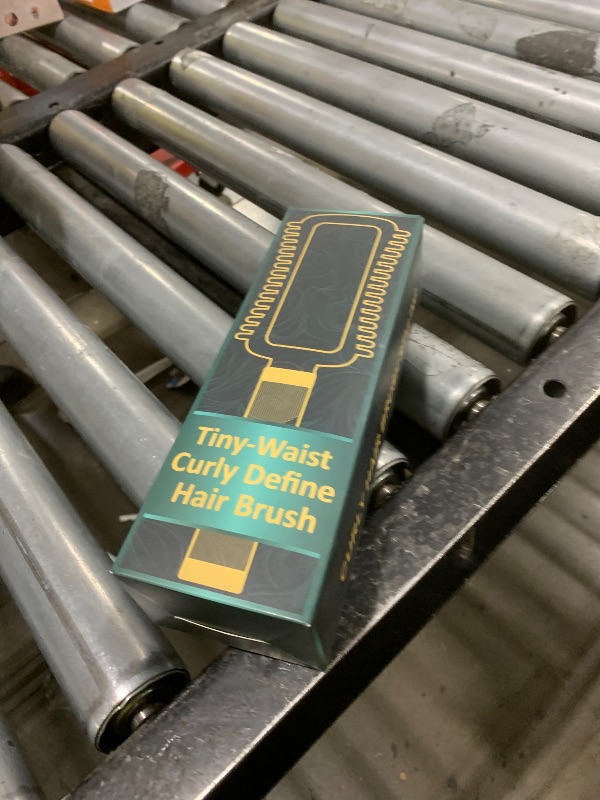 Tiny-Waist
Curly Define
Hair Brush